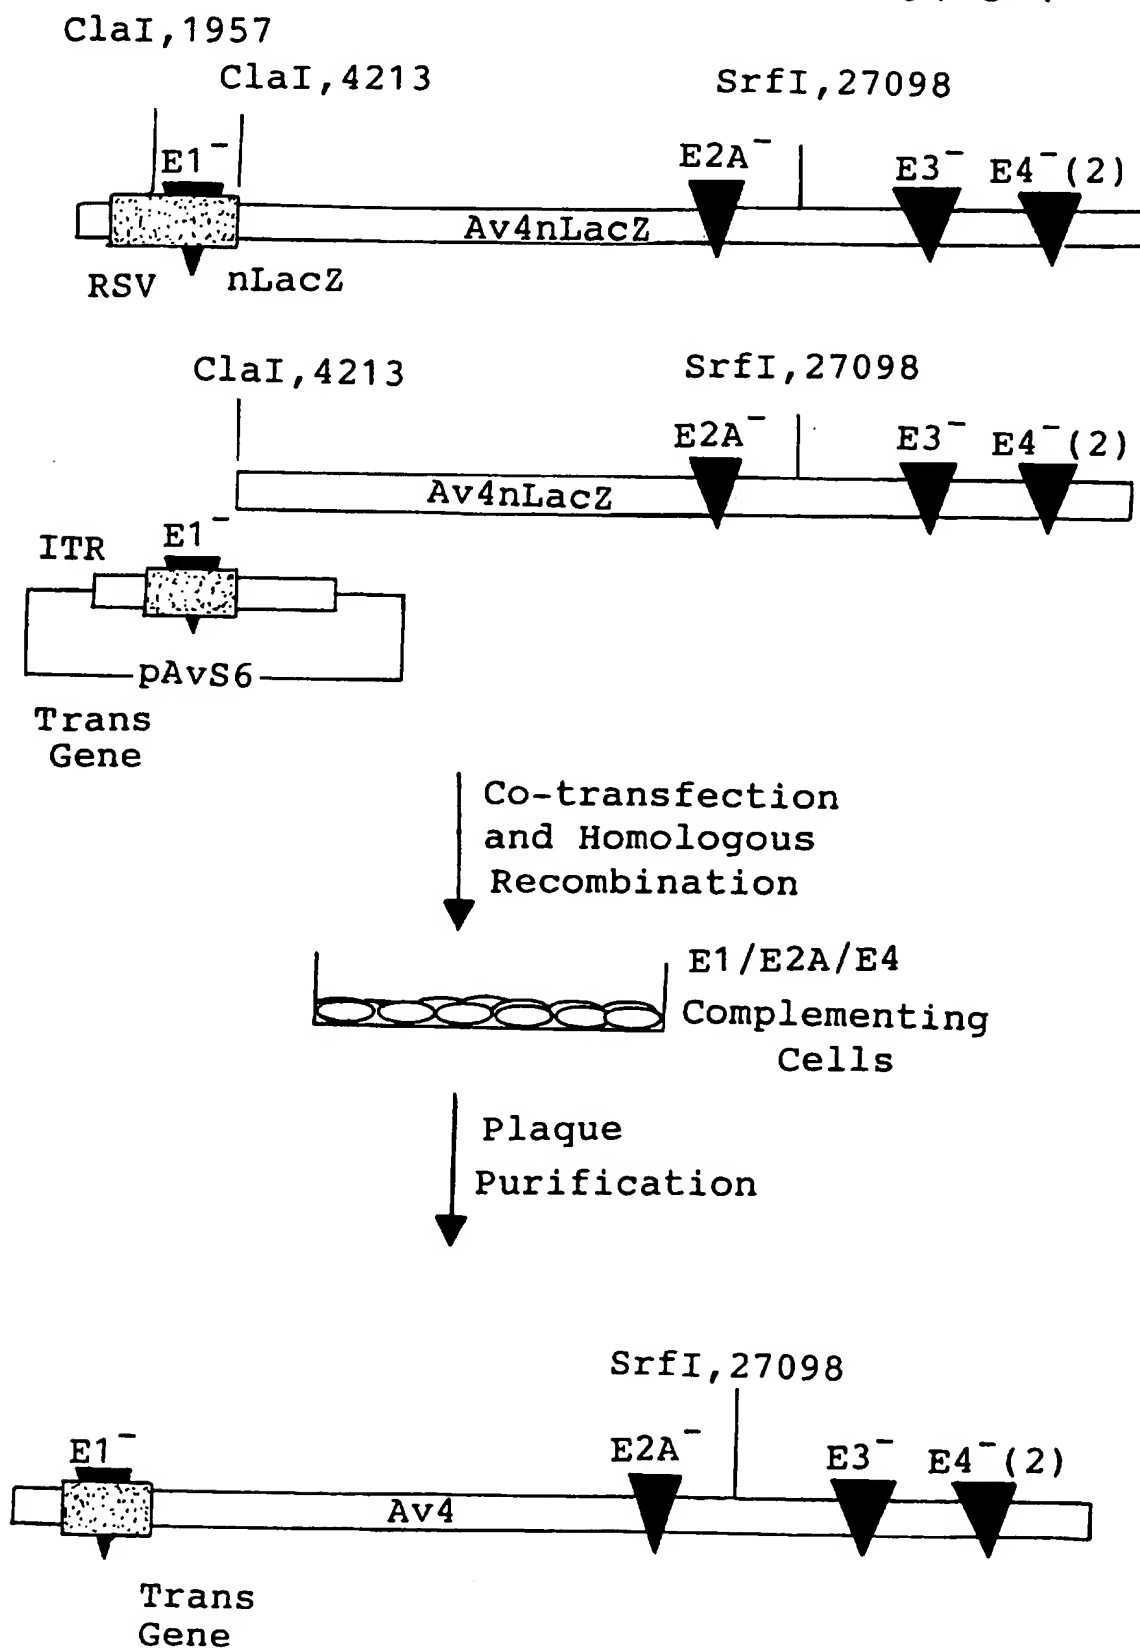 ClaI,1957
ClaI,4213
SrfI,27098
E1⁻
E2A⁻
E3⁻
E4⁻(2)
Av4nLacZ
RSV
nLacZ
ClaI,4213
SrfI,27098
E2A⁻
E3⁻
E4⁻(2)
Av4nLacZ
ITR
E1⁻
pAvS6
Trans
Gene
Co-transfection
and Homologous
Recombination
E1/E2A/E4
Complementing
Cells
Plaque
Purification
SrfI,27098
E1⁻
E2A⁻
E3⁻
E4⁻(2)
Av4
Trans
Gene